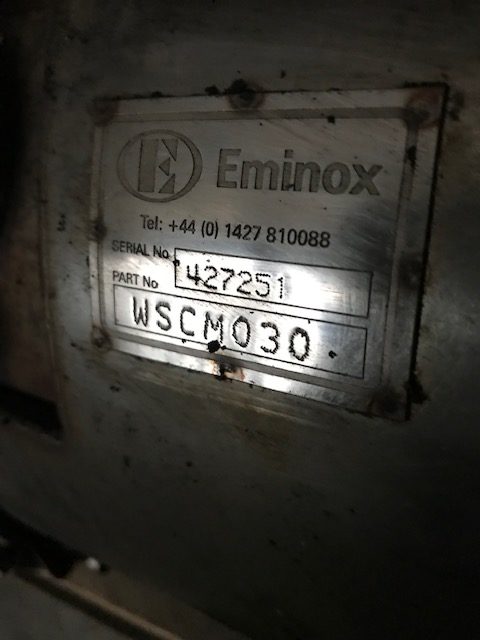 E Eminox
Tel: +44 (0) 1427 810088
SERIAL No 427251
PART No
WSCM030